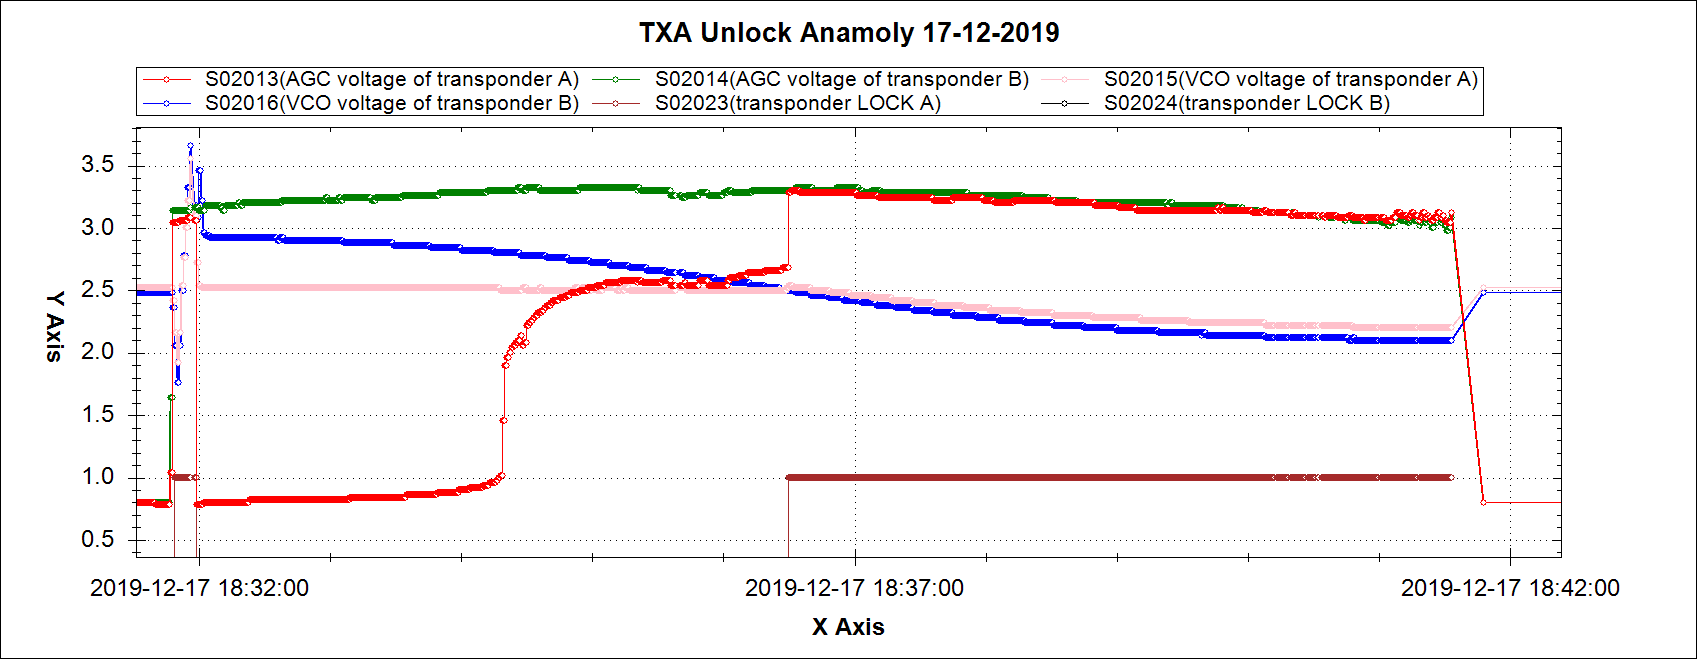 TXA Unlock Anamoly 17-12-2019
S02013(AGC voltage of transponder A) S02014(AGC voltage of transponder B) S02015(VCO voltage of transponder A)
S02016(VCO voltage of transponder B) S02023(transponder LOCK A) S02024(transponder LOCK B)
3.5
3.0
2.5
2.0
1.5
1.0
0.5
Y Axis
2019-12-17 18:32:00 2019-12-17 18:37:00 2019-12-17 18:42:00
X Axis